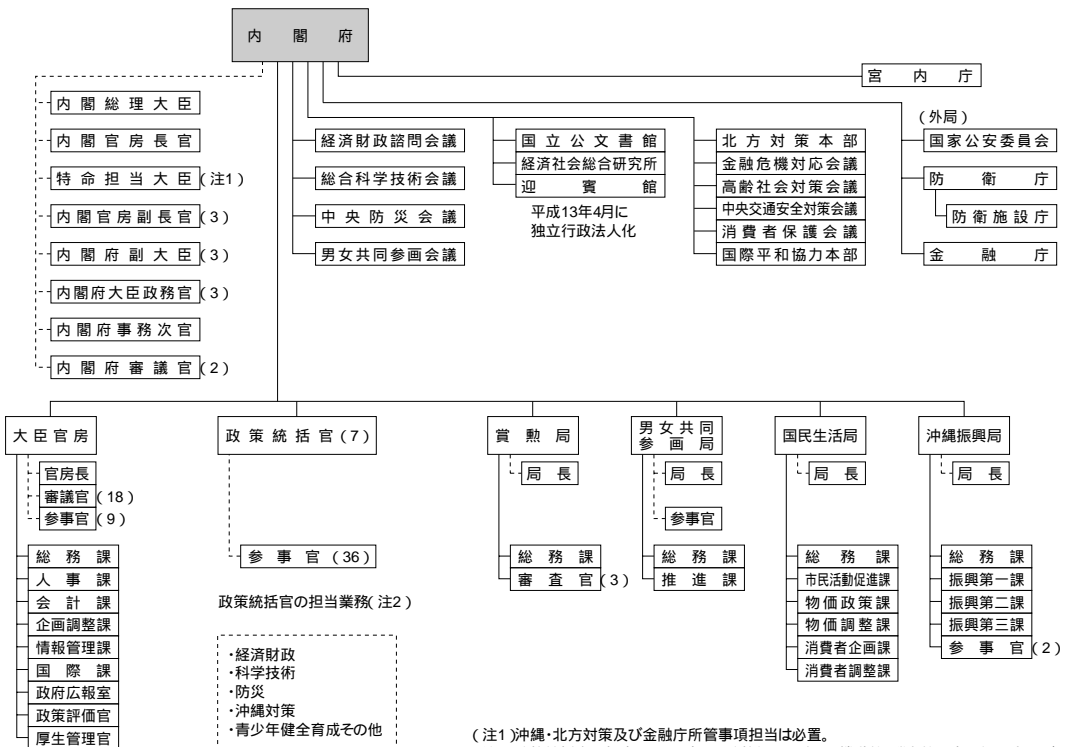 内閣府
宮内庁
内閣総理大臣
内閣官房長官
特命担当大臣(注1)
内閣官房副長官(3)
内閣府副大臣(3)
内閣府大臣政務官(3)
内閣府事務次官
内閣府審議官(2)
経済財政諮問会議
総合科学技術会議
中央防災会議
男女共同参画会議
国立公文書館
経済社会総合研究所
迎賓館
平成13年4月に
独立行政法人化
北方対策本部
金融危機対応会議
高齢社会対策会議
中央交通安全対策会議
消費者保護会議
国際平和協力本部
(外局)
国家公安委員会
防衛庁
防衛施設庁
金融庁
大臣官房
官房長
審議官(18)
参事官(9)
総務課
人事課
会計課
企画調整課
情報管理課
国際課
政府広報室
政策評価官
厚生管理官
政策統括官(7)
参事官(36)
政策統括官の担当業務(注2)
・経済財政
・科学技術
・防災
・沖縄対策
・青少年健全育成その他
賞勲局
局長
総務課
審査官(3)
男女共同
参画局
局長
参事官
総務課
推進課
国民生活局
局長
総務課
市民活動促進課
物価政策課
物価調整課
消費者企画課
消費者調整課
沖縄振興局
局長
総務課
振興第一課
振興第二課
振興第三課
参事官(2)
(注1)沖縄・北方対策及び金融庁所管事項担当は必置。